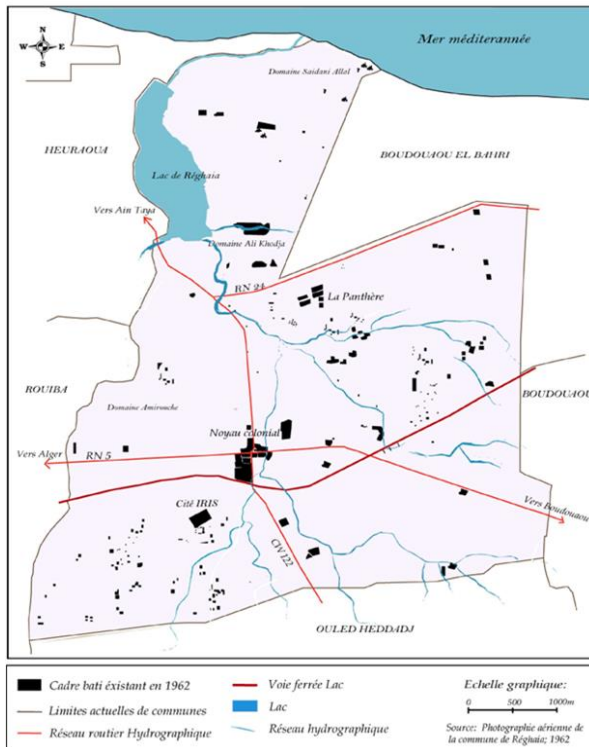 Mer méditerannée
N
W E
S
Domaine Saidani Allal
HEURAOUA
BOUDOUAOU EL BAHRI
Lac de Réghaia
Vers Ain Taya
Domaine Ali Khodja
RN 24
La Panthère
ROUIBA
BOUDOUAOU
Domaine Amirouche
Noyau colonial
Vers Alger
RN 5
Cité IRIS
Vers Boudouaou
CW 122
OULED HEDDADJ
Cadre bati éxistant en 1962
Limites actuelles de communes
Réseau routier Hydrographique
Voie ferrée Lac
Lac
Réseau hydrographique
Echelle graphique:
0 500 1000m
Source: Photographie aérienne de
la commune de Réghaia; 1962